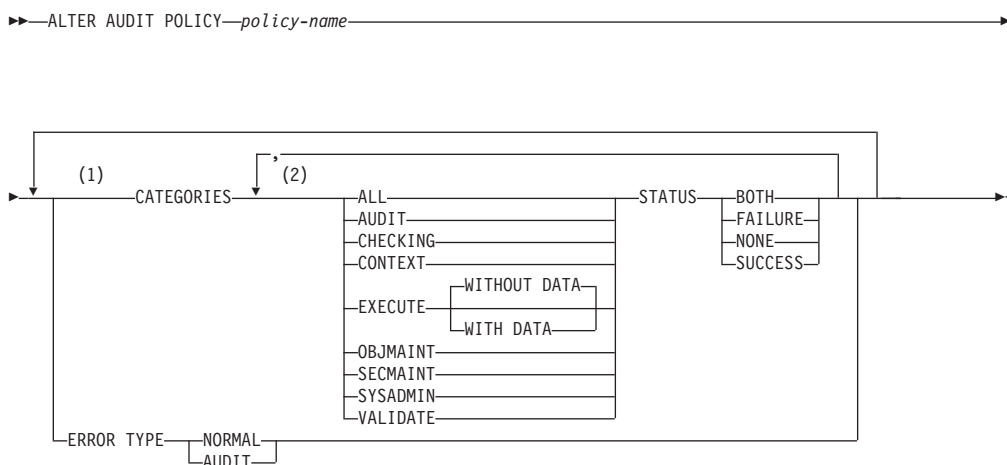 ALTER AUDIT POLICY policy-name
,
(1) (2)
CATEGORIES ALL STATUS BOTH
AUDIT FAILURE
CHECKING NONE
CONTEXT SUCCESS
WITHOUT DATA
EXECUTE
WITH DATA
OBJMAINT
SECMAINT
SYSADMIN
VALIDATE
ERROR TYPE NORMAL
AUDIT